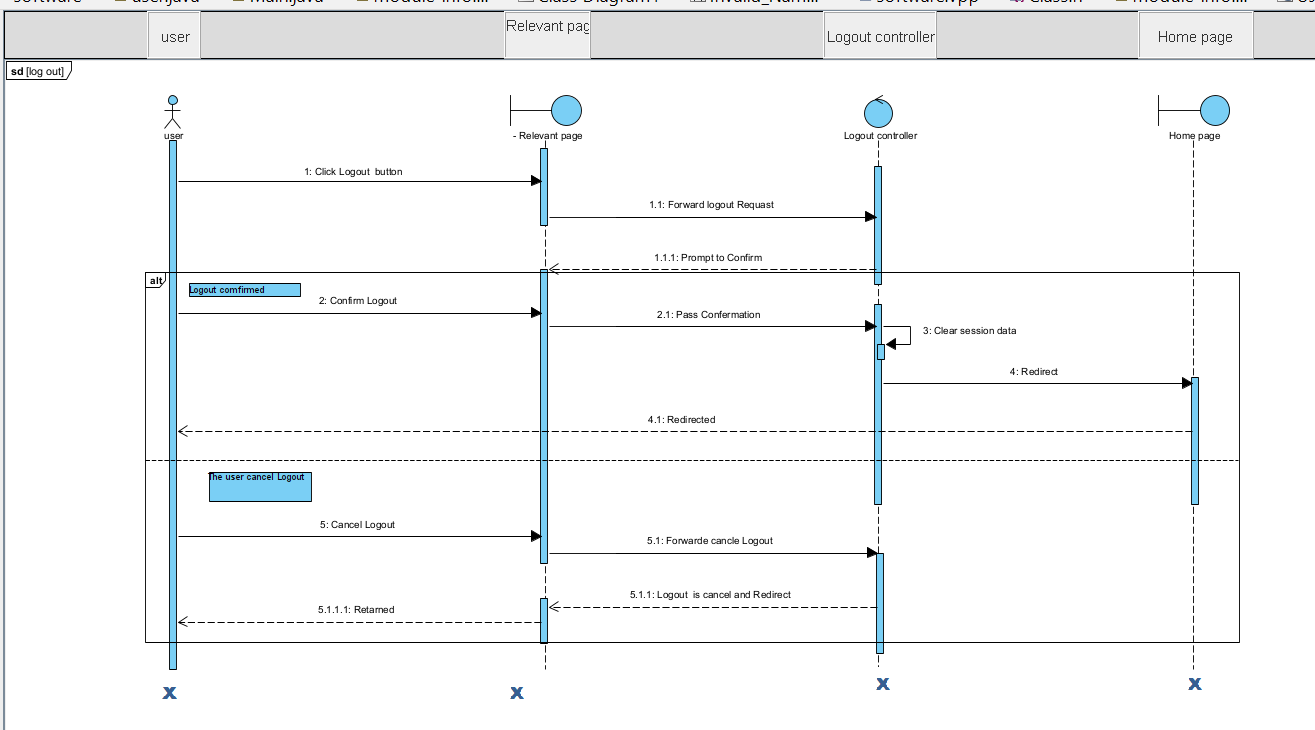 user
Relevant pag
Logout controller
Home page
sd [log out]
user
- Relevant page
Logout controller
Home page
1: Click Logout button
1.1: Forward logout Requast
1.1.1: Prompt to Confirm
alt
Logout comfirmed
2: Confirm Logout
2.1: Pass Confermation
3: Clear session data
4: Redirect
4.1: Redirected
The user cancel Logout
5: Cancel Logout
5.1: Forwarde cancle Logout
5.1.1: Logout is cancel and Redirect
5.1.1.1: Retarned
x
x
x
x